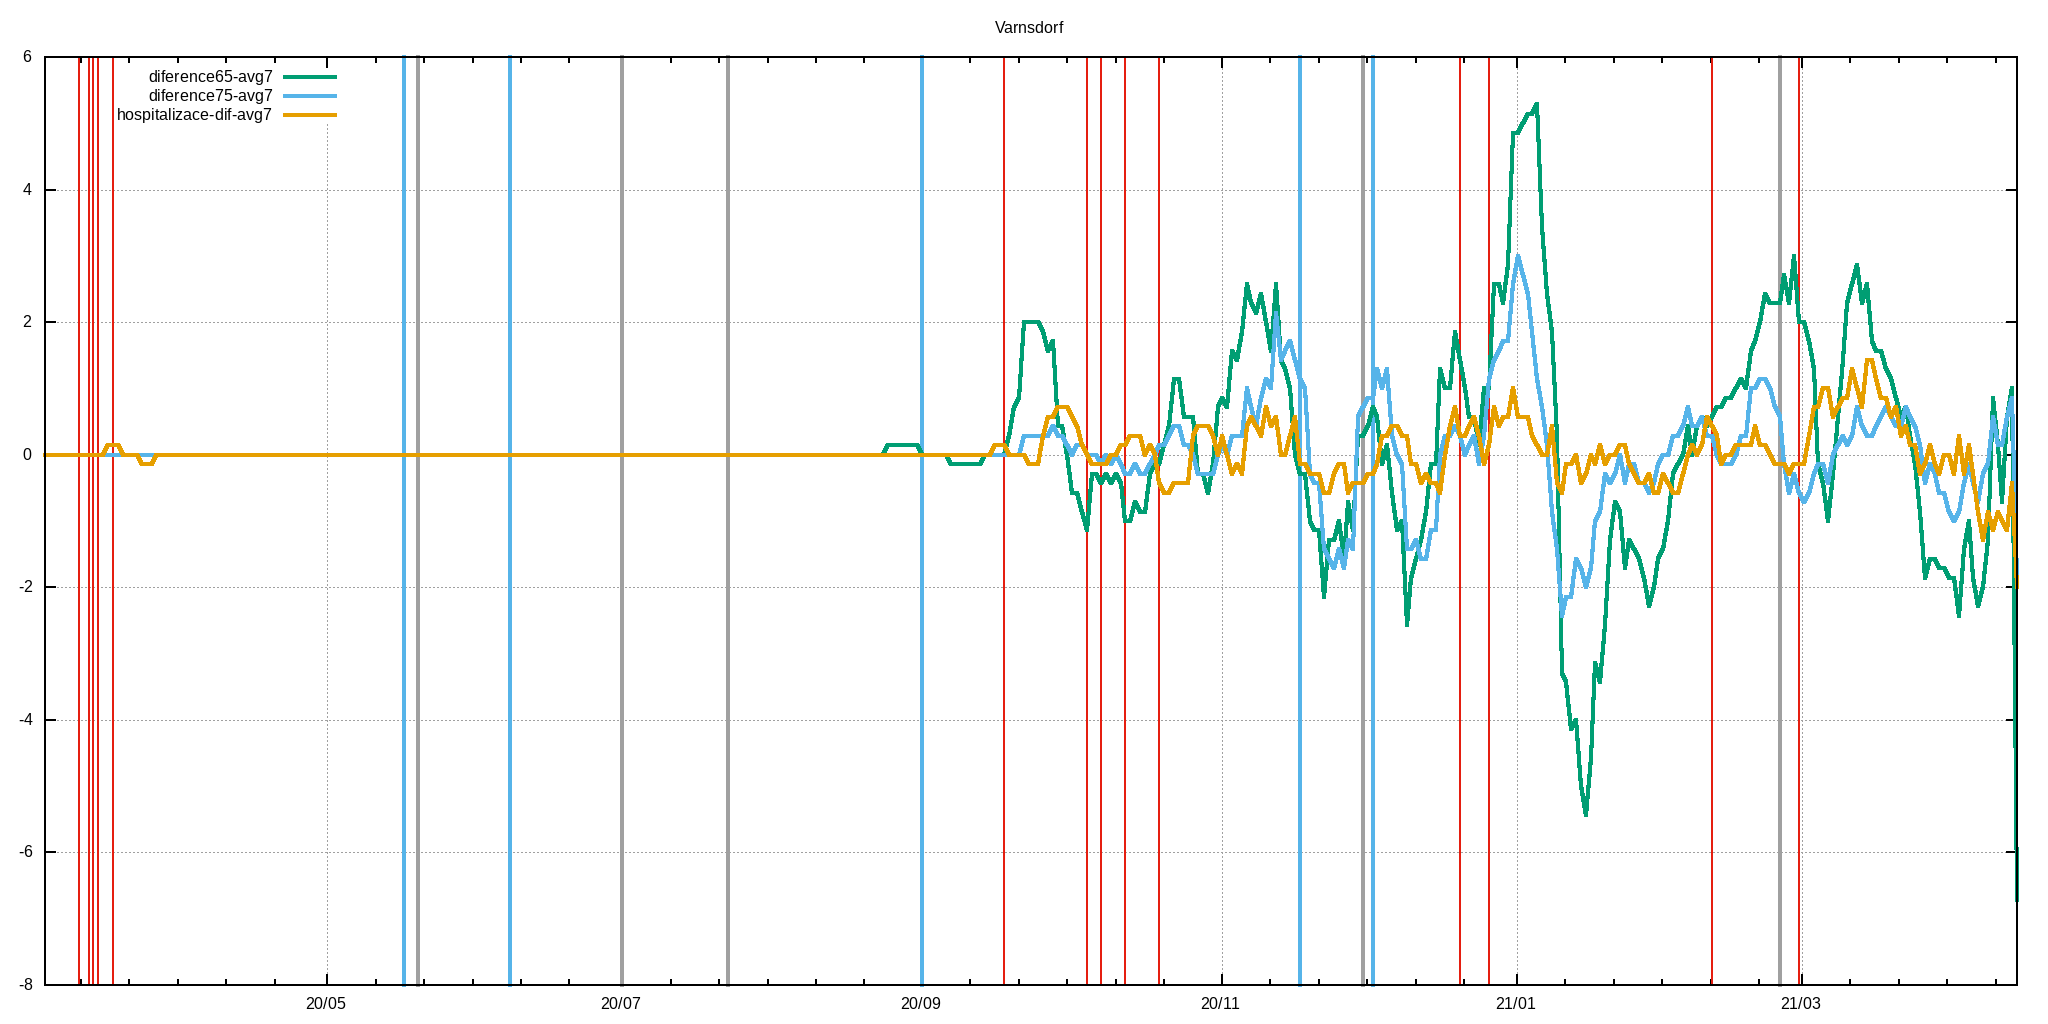 Varnsdorf
6
diference65-avg7
diference75-avg7
hospitalizace-dif-avg7
4
2
0
-2
-4
-6
-8
20/05 20/07 20/09 20/11 21/01 21/03